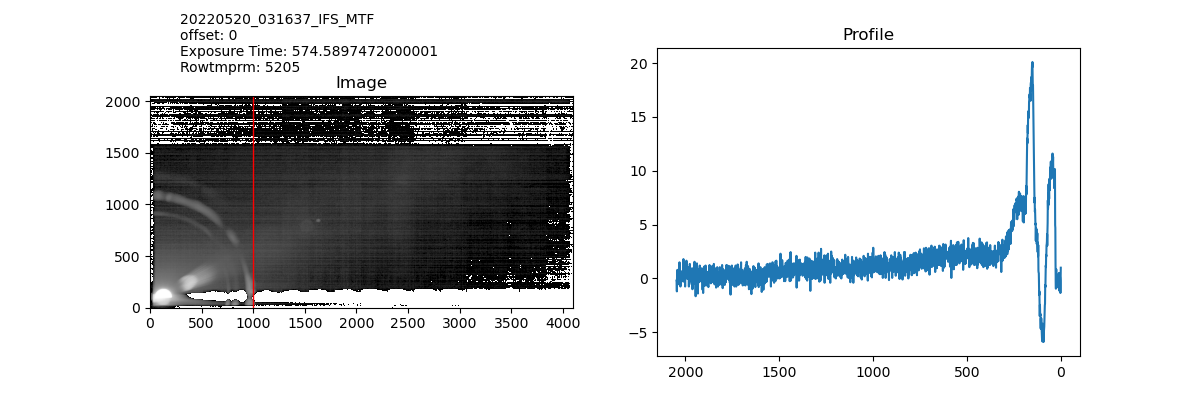 20220520_031637_IFS_MTF
offset: 0
Exposure Time: 574.5897472000001
Rowtmprm: 5205
Image
2000
1500
1000
500
0
0 500 1000 1500 2000 2500 3000 3500 4000
Profile
20
15
10
5
0
−5
2000 1500 1000 500 0